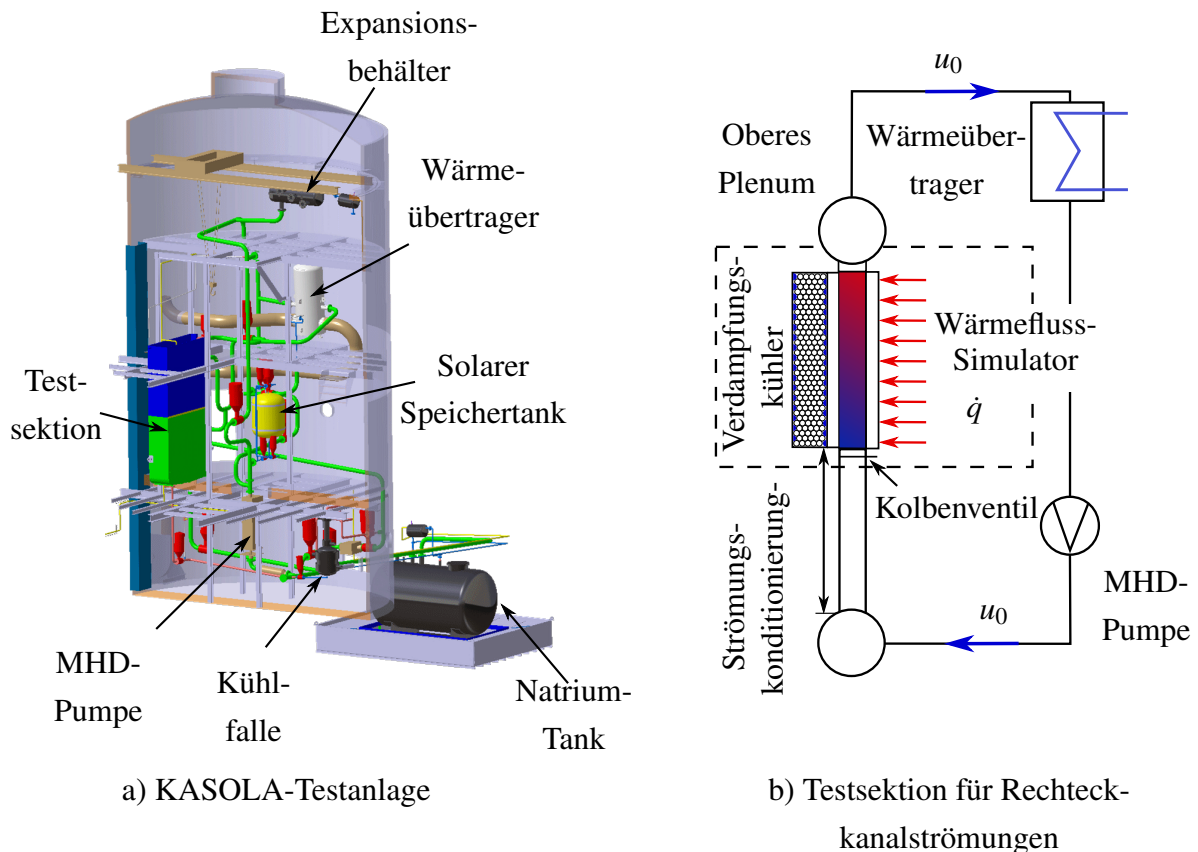 Expansions-
behälter
Wärme-
übertrager
Solarer
Speichertank
Test-
sektion
MHD-
Pumpe
Kühl-
falle
Natrium-
Tank
a) KASOLA-Testanlage
u₀
Oberes
Plenum
Wärmeüber-
trager
Verdampfungs-
kühler
Wärmefluss-
Simulator
q̇
Kolbenventil
Strömungs-
konditionierung-
MHD-
Pumpe
u₀
b) Testsektion für Rechteck-
kanalströmungen